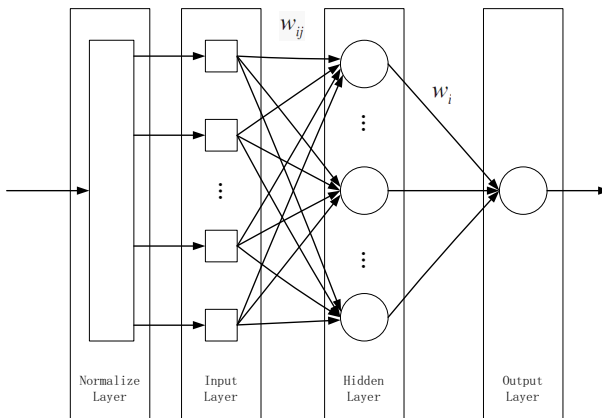 w_ij
w_i
Normalize
Layer
Input
Layer
Hidden
Layer
Output
Layer